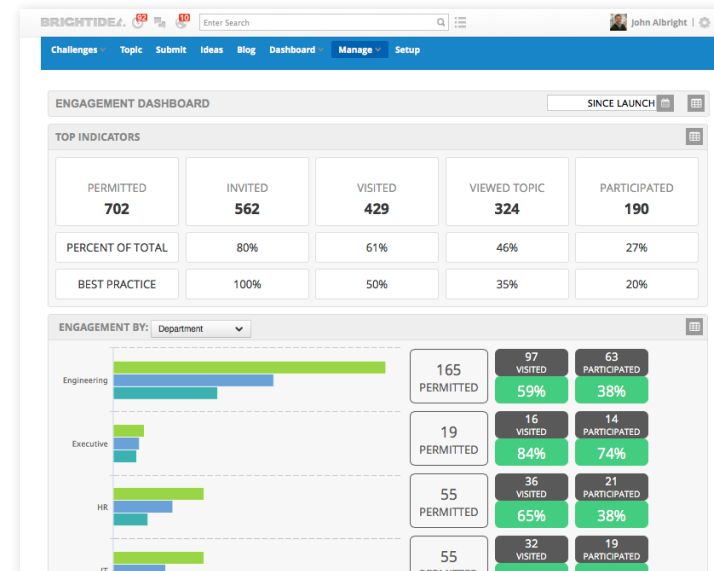 BRIGHTIDEA. 92 10 Enter Search John Albright |
Challenges Topic Submit Ideas Blog Dashboard Manage Setup
ENGAGEMENT DASHBOARD SINCE LAUNCH
TOP INDICATORS
PERMITTED INVITED VISITED VIEWED TOPIC PARTICIPATED
702 562 429 324 190
PERCENT OF TOTAL 80% 61% 46% 27%
BEST PRACTICE 100% 50% 35% 20%
ENGAGEMENT BY: Department
165 97 63
PERMITTED VISITED PARTICIPATED
Engineering 59% 38%
19 16 14
PERMITTED VISITED PARTICIPATED
Executive 84% 74%
55 36 21
PERMITTED VISITED PARTICIPATED
HR 65% 38%
55 32 19
PERMITTED VISITED PARTICIPATED
IT